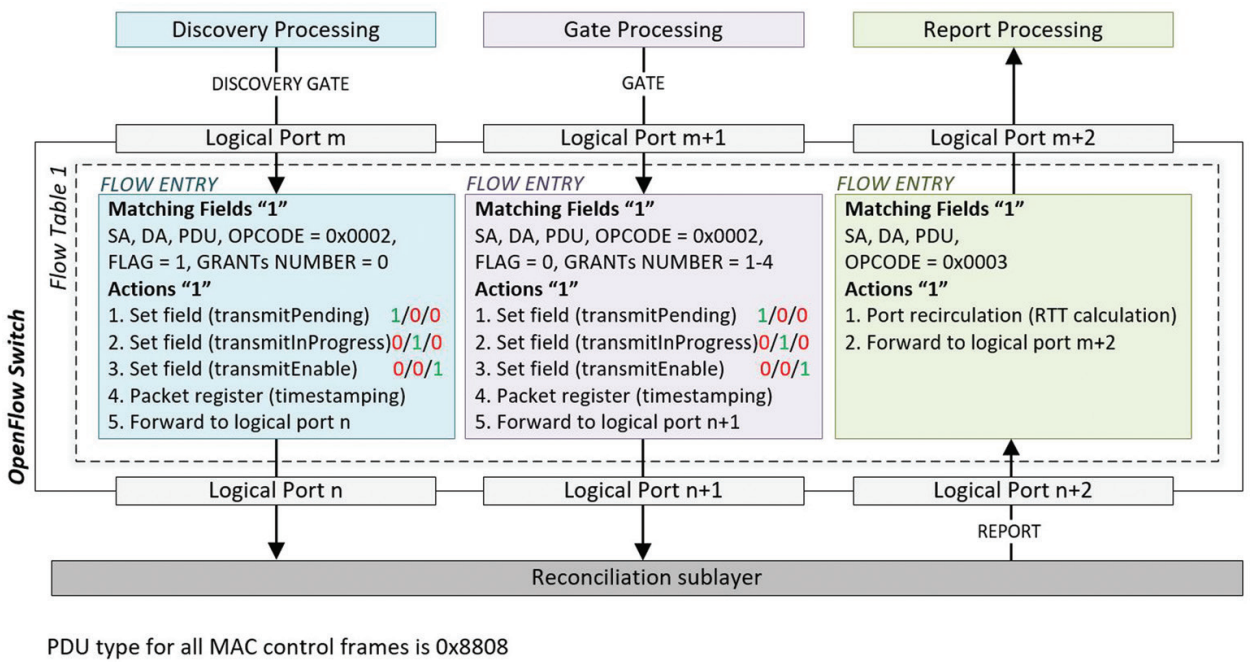 Discovery Processing
Gate Processing
Report Processing
DISCOVERY GATE
GATE
Logical Port m
Logical Port m+1
Logical Port m+2
OpenFlow Switch
Flow Table 1
FLOW ENTRY
Matching Fields “1”
SA, DA, PDU, OPCODE = 0x0002,
FLAG = 1, GRANTs NUMBER = 0
Actions “1”
1. Set field (transmitPending) 1/0/0
2. Set field (transmitInProgress)0/1/0
3. Set field (transmitEnable) 0/0/1
4. Packet register (timestamping)
5. Forward to logical port n
FLOW ENTRY
Matching Fields “1”
SA, DA, PDU, OPCODE = 0x0002,
FLAG = 0, GRANTs NUMBER = 1-4
Actions “1”
1. Set field (transmitPending) 1/0/0
2. Set field (transmitInProgress)0/1/0
3. Set field (transmitEnable) 0/0/1
4. Packet register (timestamping)
5. Forward to logical port n+1
FLOW ENTRY
Matching Fields “1”
SA, DA, PDU,
OPCODE = 0x0003
Actions “1”
1. Port recirculation (RTT calculation)
2. Forward to logical port m+2
Logical Port n
Logical Port n+1
Logical Port n+2
REPORT
Reconciliation sublayer
PDU type for all MAC control frames is 0x8808